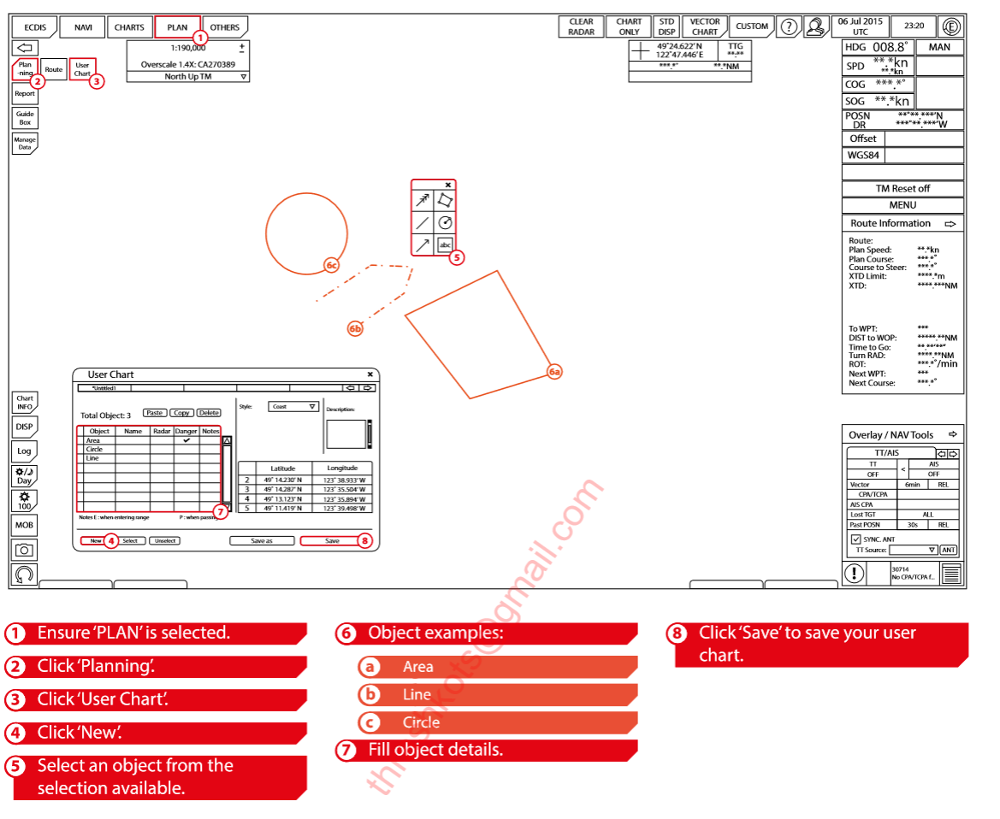 ECDIS NAVI CHARTS PLAN OTHERS CLEAR RADAR CHART ONLY STD DISP VECTOR CHART CUSTOM ? 06 Jul 2015 UTC 23:20 E
1
1:190,000 ±
Overscale 1.4X: CA270389
North Up TM
49°24.622'N TTG
122°47.446'E **.**
***.*° **.*NM
HDG 008.8° MAN
SPD **.*kn
**.*kn
COG ***.*°
SOG **.*kn
POSN **°**.***'N
DR ***°**.***'W
Offset
WGS84
TM Reset off
MENU
Route Information
Route:
Plan Speed: **.*kn
Plan Course: ***.*°
Course to Steer: ***.*°
XTD Limit: ****.*m
XTD: ****.***NM
To WPT: ***
DIST to WOP: *****.**NM
Time to Go: **.**'**"
Turn RAD: ****.**NM
ROT: ***.*°/min
Next WPT: ***
Next Course: ***.*°
Plan
-ning
2
Route
User
Chart
3
Report
Guide
Box
Manage
Data
abc
5
6c
6b
6a
Chart
INFO
DISP
Log
Day
100
MOB
User Chart ×
*Untitled1
Total Object: 3 Paste Copy Delete
Style: Coast Description:
Object Name Radar Danger Notes
Area
Circle
Line
Latitude Longitude
2 49° 14.230' N 123° 38.933' W
3 49° 14.287' N 123° 35.504' W
4 49° 13.123' N 123° 35.894' W
5 49° 11.419' N 123° 39.498' W
7
Notes E : when entering range P : when passing
New 4 Select Unselect Save as Save 8
Overlay / NAV Tools
TT/AIS
TT < AIS
OFF OFF
Vector 6min REL
CPA/TCPA
AIS CPA
Lost TGT ALL
Past POSN 30s REL
SYNC. ANT
TT Source: ANT
!
30714
No CPA/TCPA f...
1 Ensure 'PLAN' is selected.
2 Click 'Planning'.
3 Click 'User Chart'.
4 Click 'New'.
5 Select an object from the
selection available.
6 Object examples:
a Area
b Line
c Circle
7 Fill object details.
8 Click 'Save' to save your user
chart.